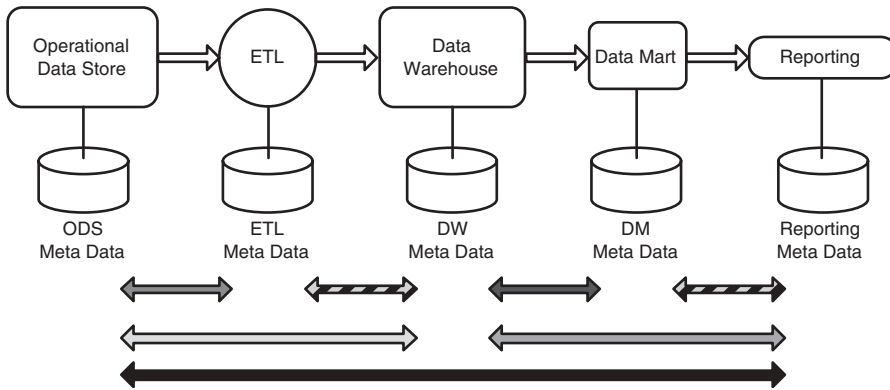 Operational
Data Store
ETL
Data
Warehouse
Data Mart
Reporting
ODS
Meta Data
ETL
Meta Data
DW
Meta Data
DM
Meta Data
Reporting
Meta Data